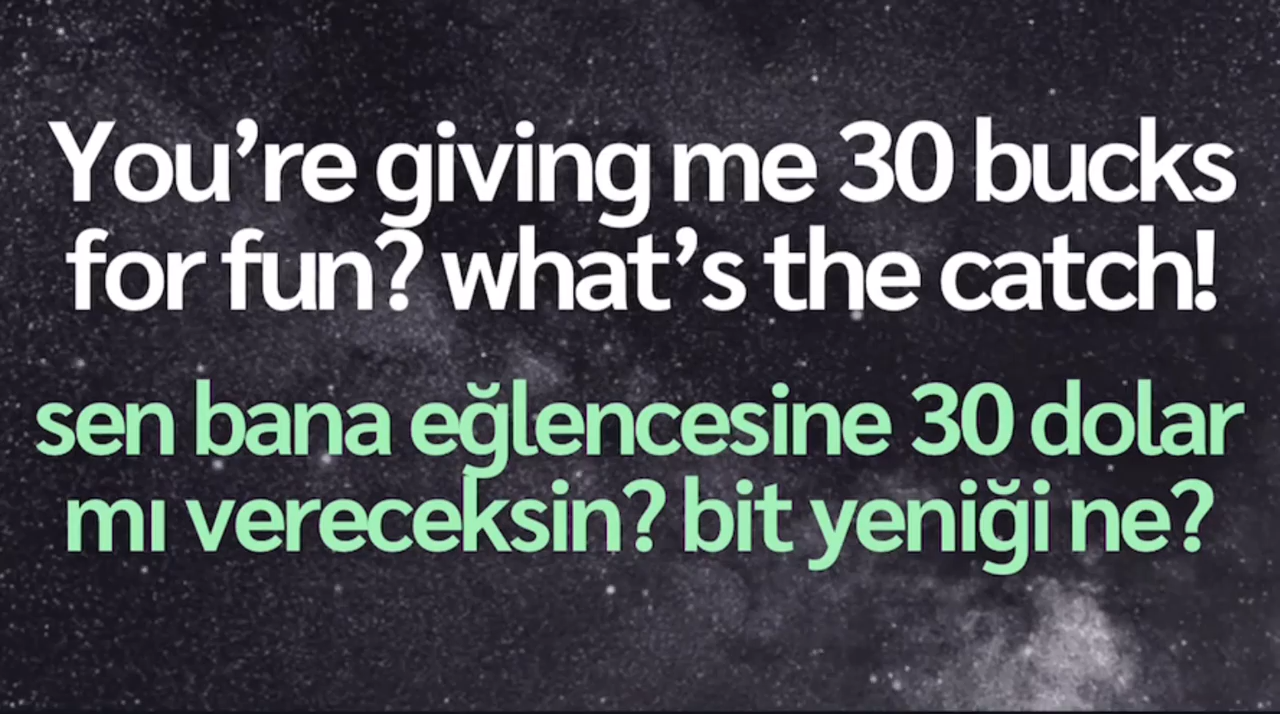 You’re giving me 30 bucks
for fun? what’s the catch!
sen bana eğlencesine 30 dolar
mı vereceksin? bit yeniği ne?